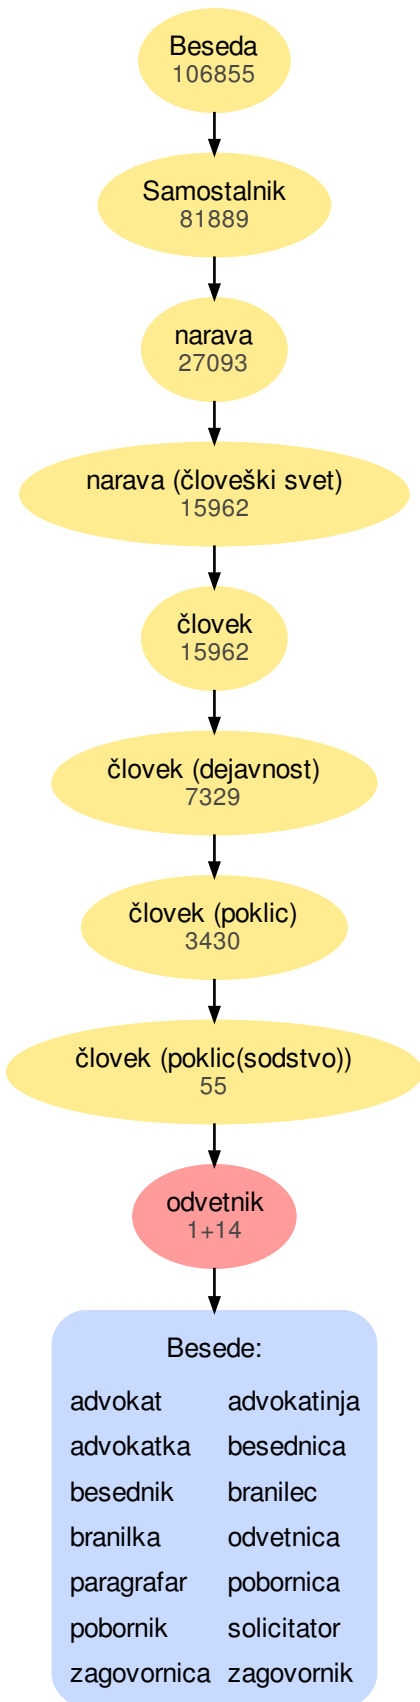 Beseda
106855
Samostalnik
81889
narava
27093
narava (človeški svet)
15962
človek
15962
človek (dejavnost)
7329
človek (poklic)
3430
človek (poklic(sodstvo))
55
odvetnik
1+14
Besede:
advokat advokatinja
advokatka besednica
besednik branilec
branilka odvetnica
paragrafar pobornica
pobornik solicitator
zagovornica zagovornik